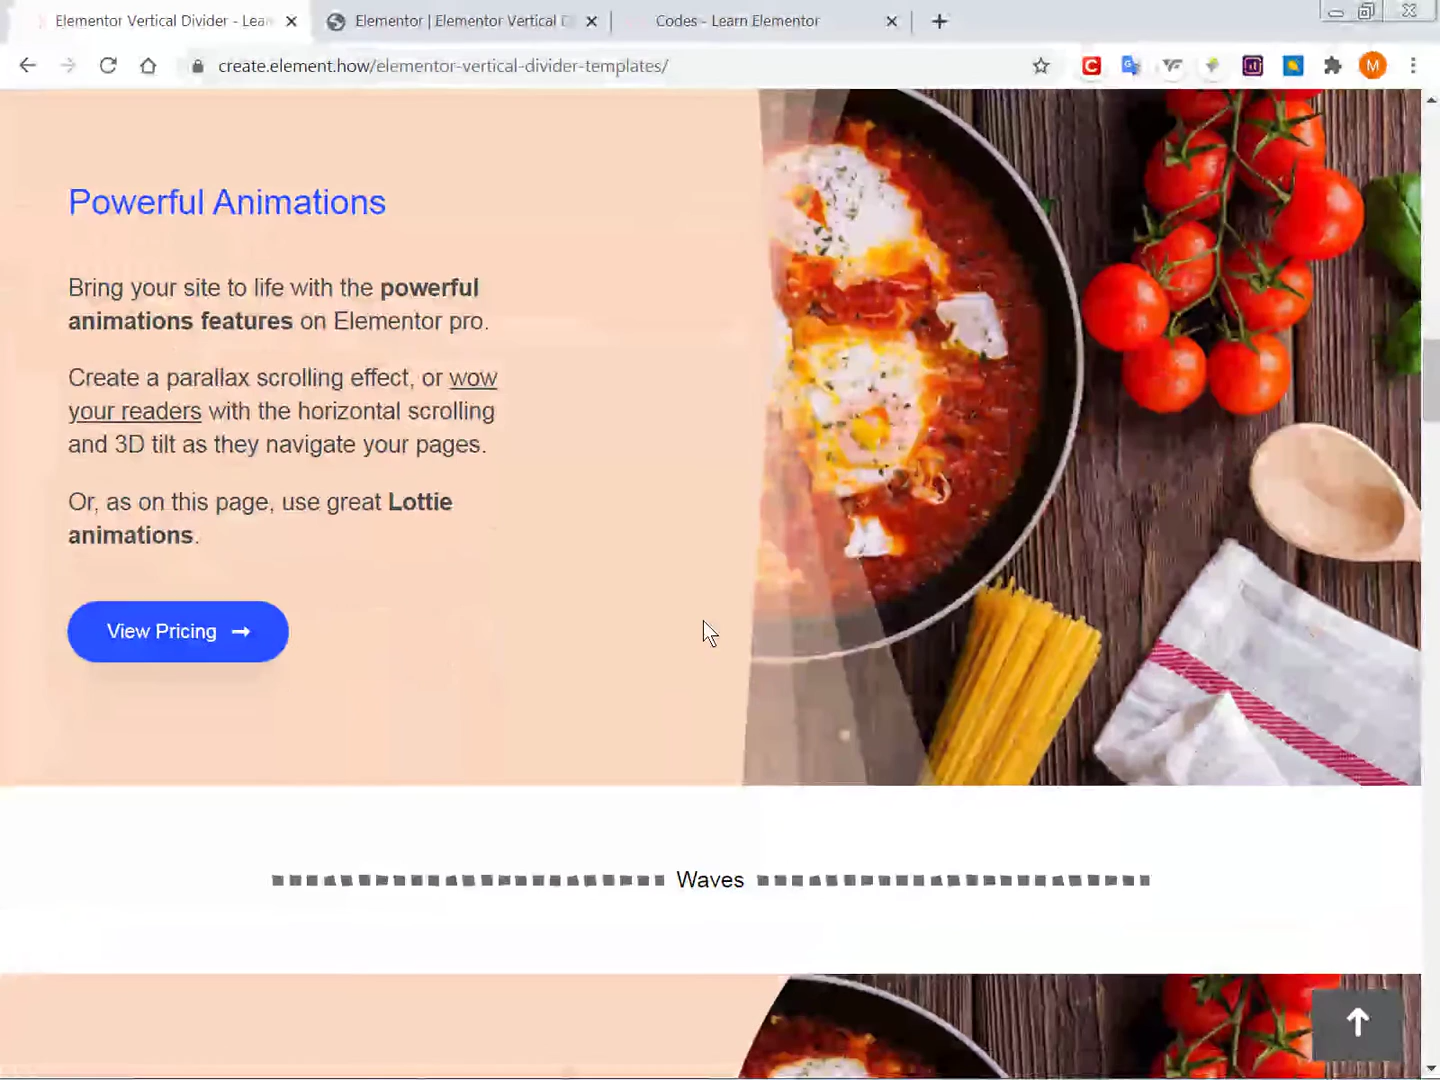 Elementor Vertical Divider - Lear
Elementor | Elementor Vertical D
Codes - Learn Elementor
create.element.how/elementor-vertical-divider-templates/
M
Powerful Animations
Bring your site to life with the powerful
animations features on Elementor pro.
Create a parallax scrolling effect, or wow
your readers with the horizontal scrolling
and 3D tilt as they navigate your pages.
Or, as on this page, use great Lottie
animations.
View Pricing
Waves